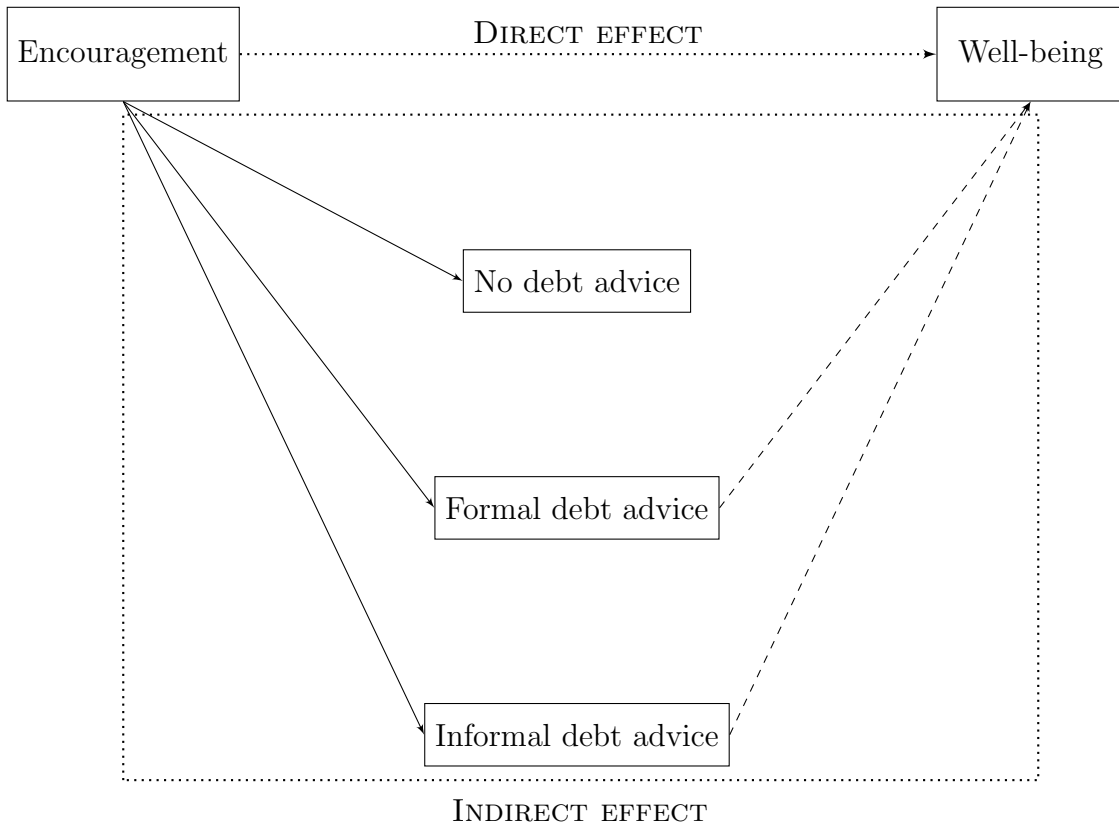 Encouragement
DIRECT EFFECT
Well-being
No debt advice
Formal debt advice
Informal debt advice
INDIRECT EFFECT